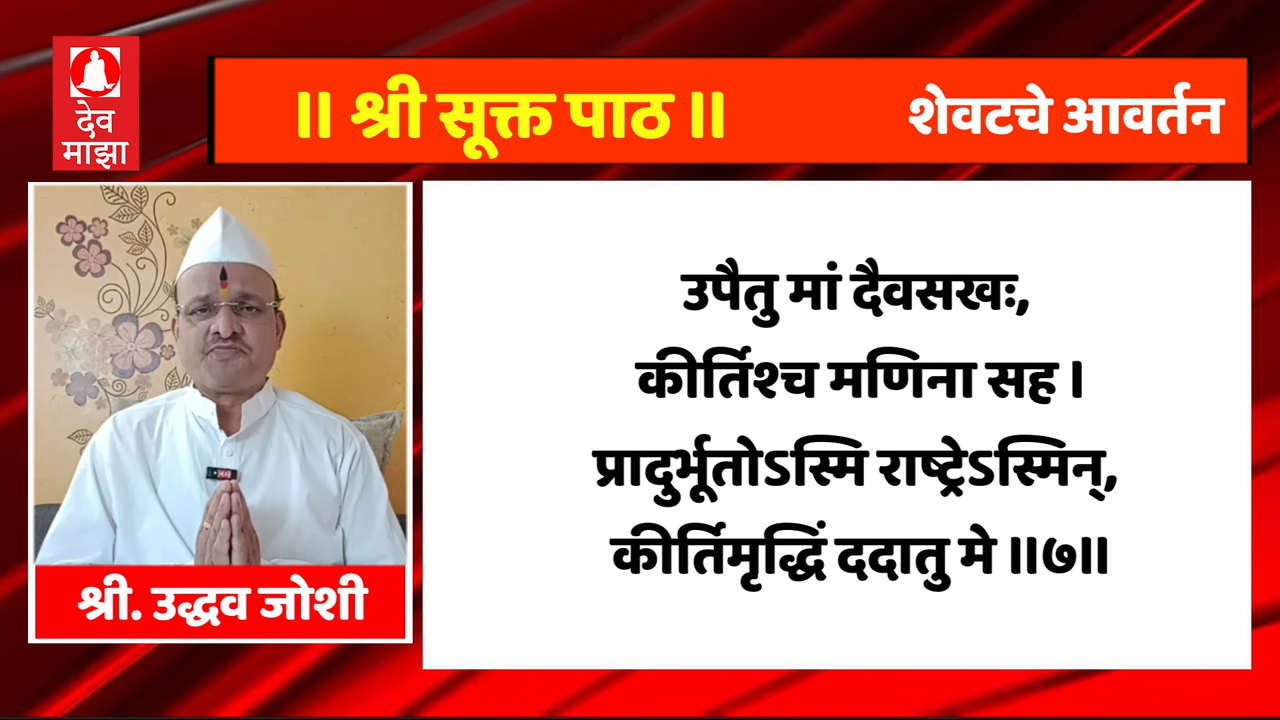 देव
माझा
॥ श्री सूक्त पाठ ॥
शेवटचे आवर्तन
उपैतु मां दैवसखः,
कीर्तिश्च मणिना सह ।
प्रादुर्भूतोऽस्मि राष्ट्रेऽस्मिन्,
कीर्तिमृद्धिं ददातु मे ॥७॥
श्री. उद्धव जोशी